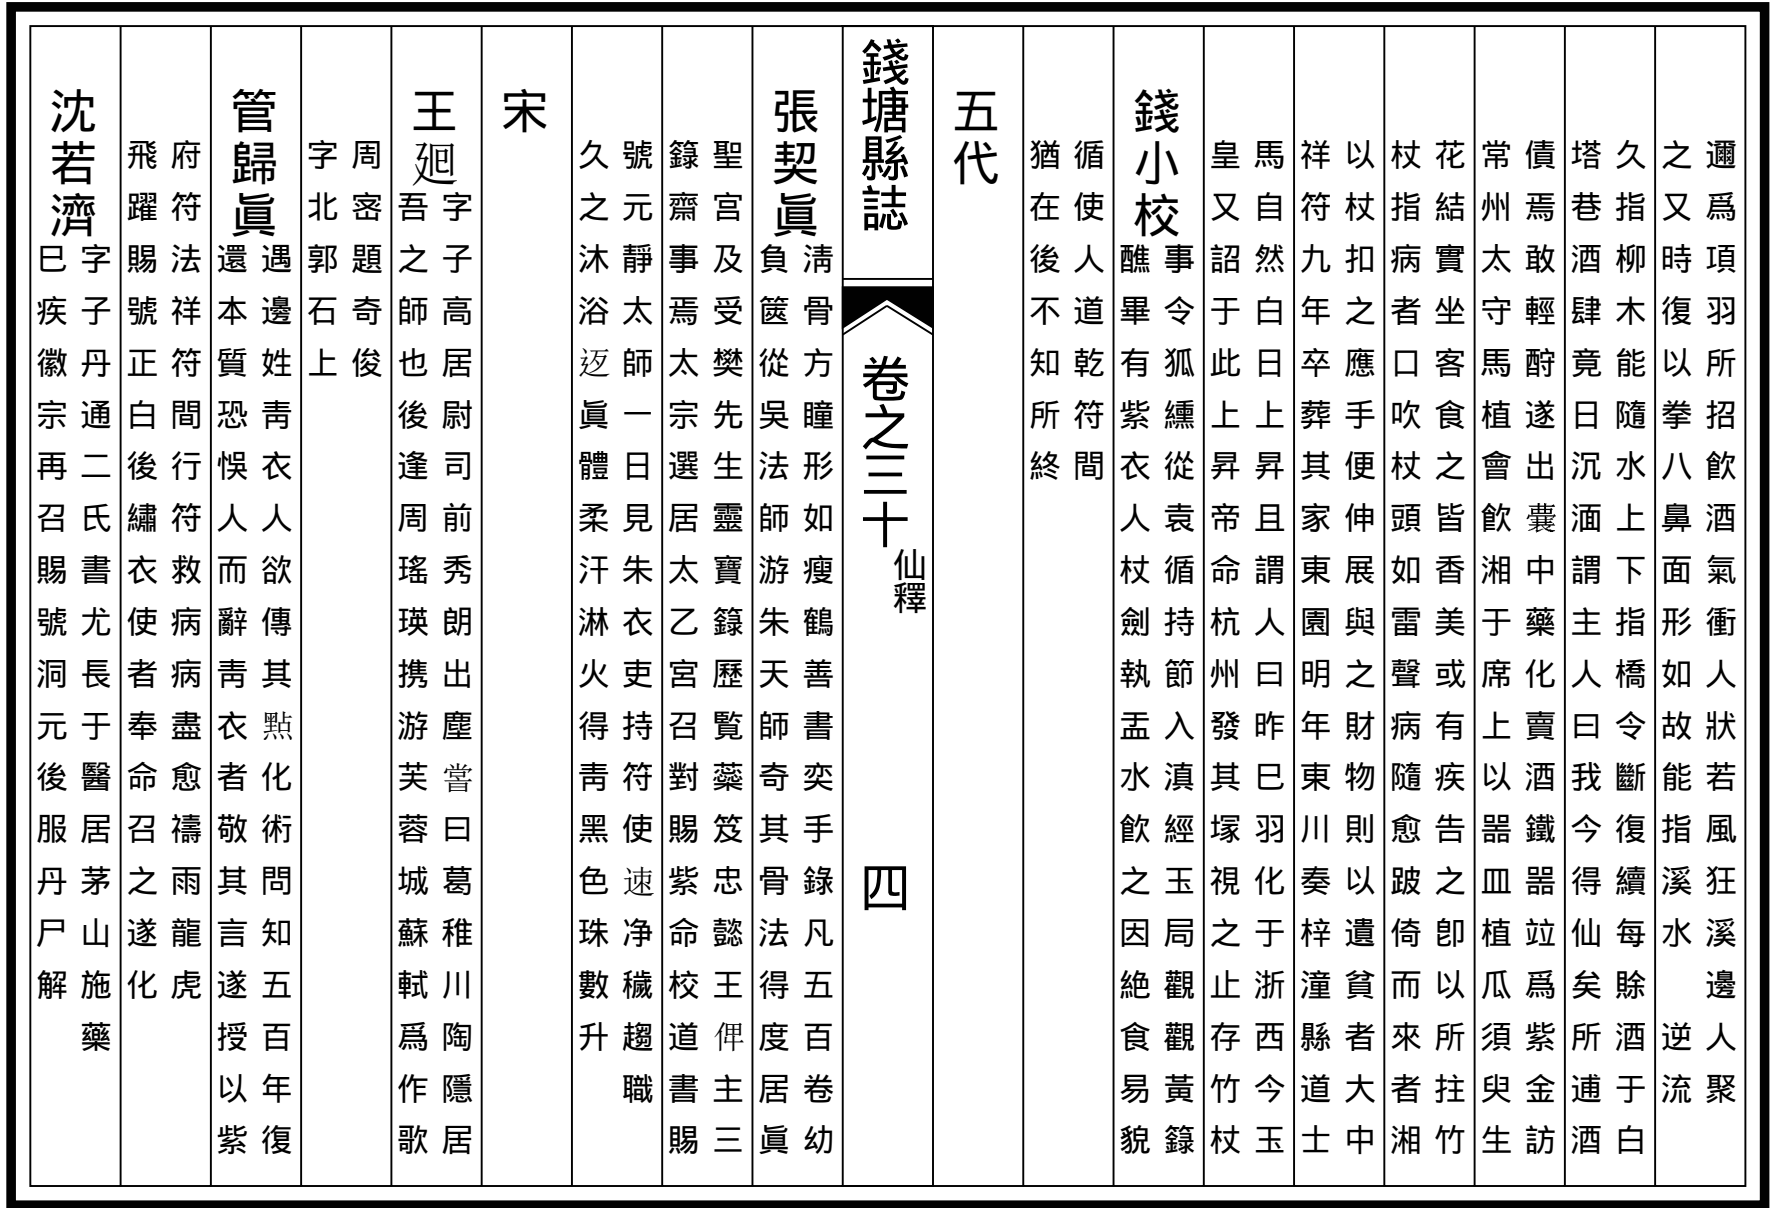 邇爲項羽所招飲酒氣衝人狀若風狂溪邊人聚
之又時復以拳八鼻面形如故能指溪水　逆流
久指柳木能隨水上下指橋令斷復續每賒酒于白
塔巷酒肆竟日沉湎謂主人曰我今得仙矣所逋酒
債焉敢輕酧遂出囊中藥化賣酒鐵噐竝爲紫金訪
常州太守馬植會飲湘于席上以噐皿植瓜須臾生
花結實坐客食之皆香美或有疾告之卽以所拄竹
杖指病者口吹杖頭如雷聲病隨愈跛倚而來者湘
以杖扣之應手便伸展與之財物則以遺貧者大中
祥符九年卒葬其家東園明年東川奏梓潼縣道士
馬自然白日上昇且謂人曰昨巳羽化于浙西今玉
皇又詔于此上昇帝命杭州發其塚視之止存竹杖
錢小校
事令狐纁從袁循持節入滇經玉局觀觀黃籙
醮畢有紫衣人杖劍執盂水飮之因絶食易貌
循使人道乾符間
猶在後不知所終
五代
錢塘縣誌
卷之三十
仙釋
四
張契眞
淸骨方瞳形如瘦鶴善書奕手錄凡五百卷幼
負篋從吳法師游朱天師奇其骨法得度居眞
聖宫及受樊先生靈寶籙歷覧蘂笈忠懿王俾主三
籙齋事焉太宗選居太乙宮召對賜紫命校道書賜
號元靜太師一日見朱衣吏持符使速净穢趨職
久之沐浴迓眞體柔汗淋火得靑黑色珠數升
宋
王廻
字子高居尉司前秀朗出塵嘗曰葛稚川陶隱居
吾之師也後逢周瑤瑛携游芙蓉城蘇軾爲作歌
周宻題奇俊
字北郭石上
管歸眞
遇邊姓靑衣人欲傳其點化術問知五百年復
還本質恐悞人而辭靑衣者敬其言遂授以紫
府符法祥符間行符救病病盡愈禱雨龍虎
飛躍賜號正白後繡衣使者奉命召之遂化
沈若濟
字子丹通二氏書尤長于醫居茅山施藥
巳疾徽宗再召賜號洞元後服丹尸解